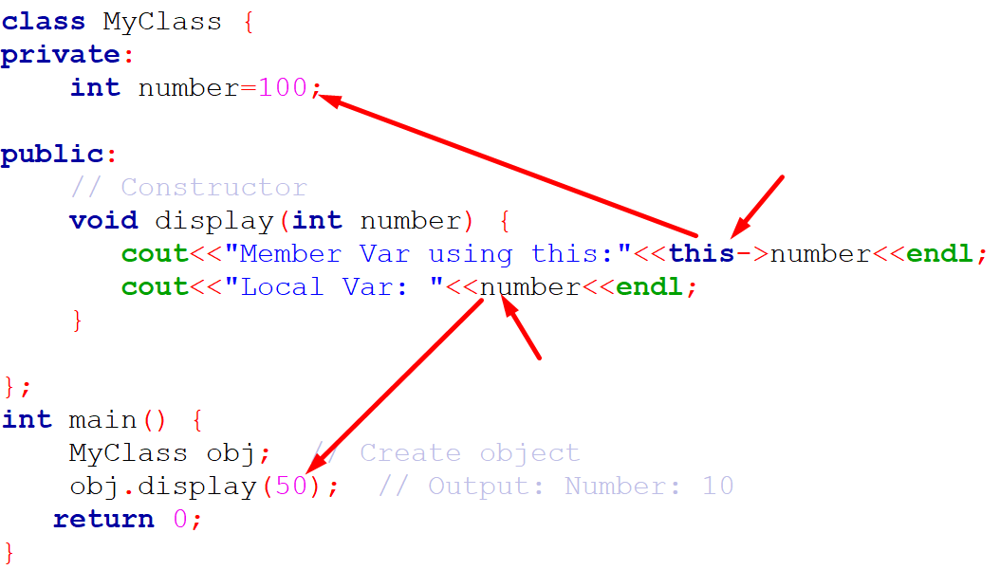 class MyClass {
private:
    int number=100;
public:
    // Constructor
    void display(int number) {
       cout<<"Member Var using this:"<<this->number<<endl;
       cout<<"Local Var: "<<number<<endl;
    }
};
int main() {
    MyClass obj;  // Create object
    obj.display(50);  // Output: Number: 10
   return 0;
}